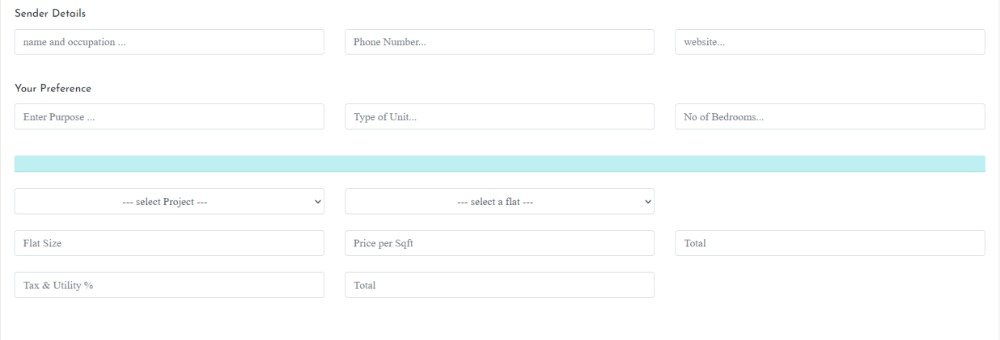 Sender Details
name and occupation ... Phone Number... website...
Your Preference
Enter Purpose ... Type of Unit... No of Bedrooms...
--- select Project --- --- select a flat ---
Flat Size Price per Sqft Total
Tax & Utility % Total